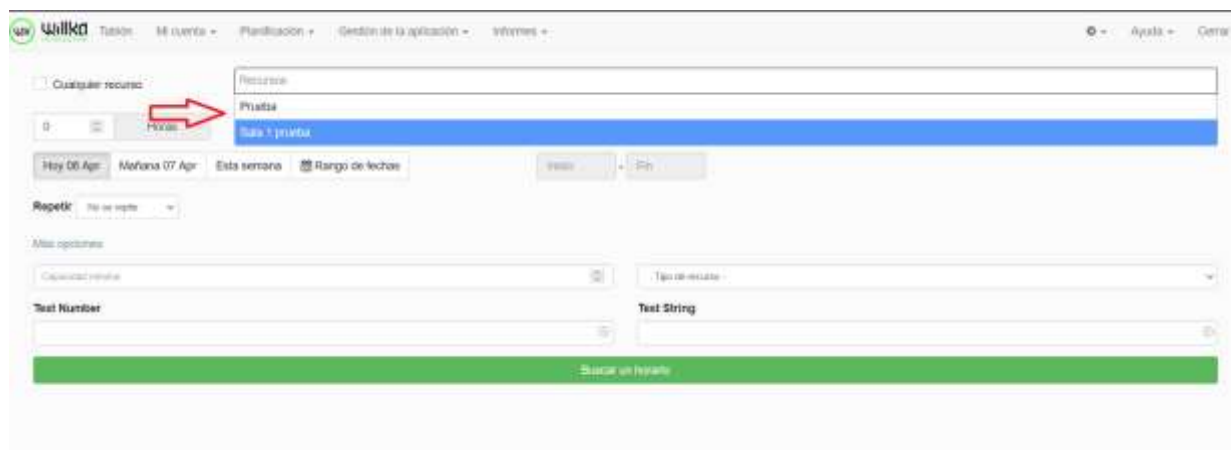 willka Tablón Mi cuenta Planificación Gestión de la aplicación Informes Ayuda Cerrar
Cualquier recurso Recursos
Prueba
0 Horas Sala 1 prueba
Hoy 06 Apr Mañana 07 Apr Esta semana Rango de fechas Inicio - Fin
Repetir No se repite
Más opciones
Capacidad mínima - Tipo de recurso -
Test Number Test String
Buscar un horario